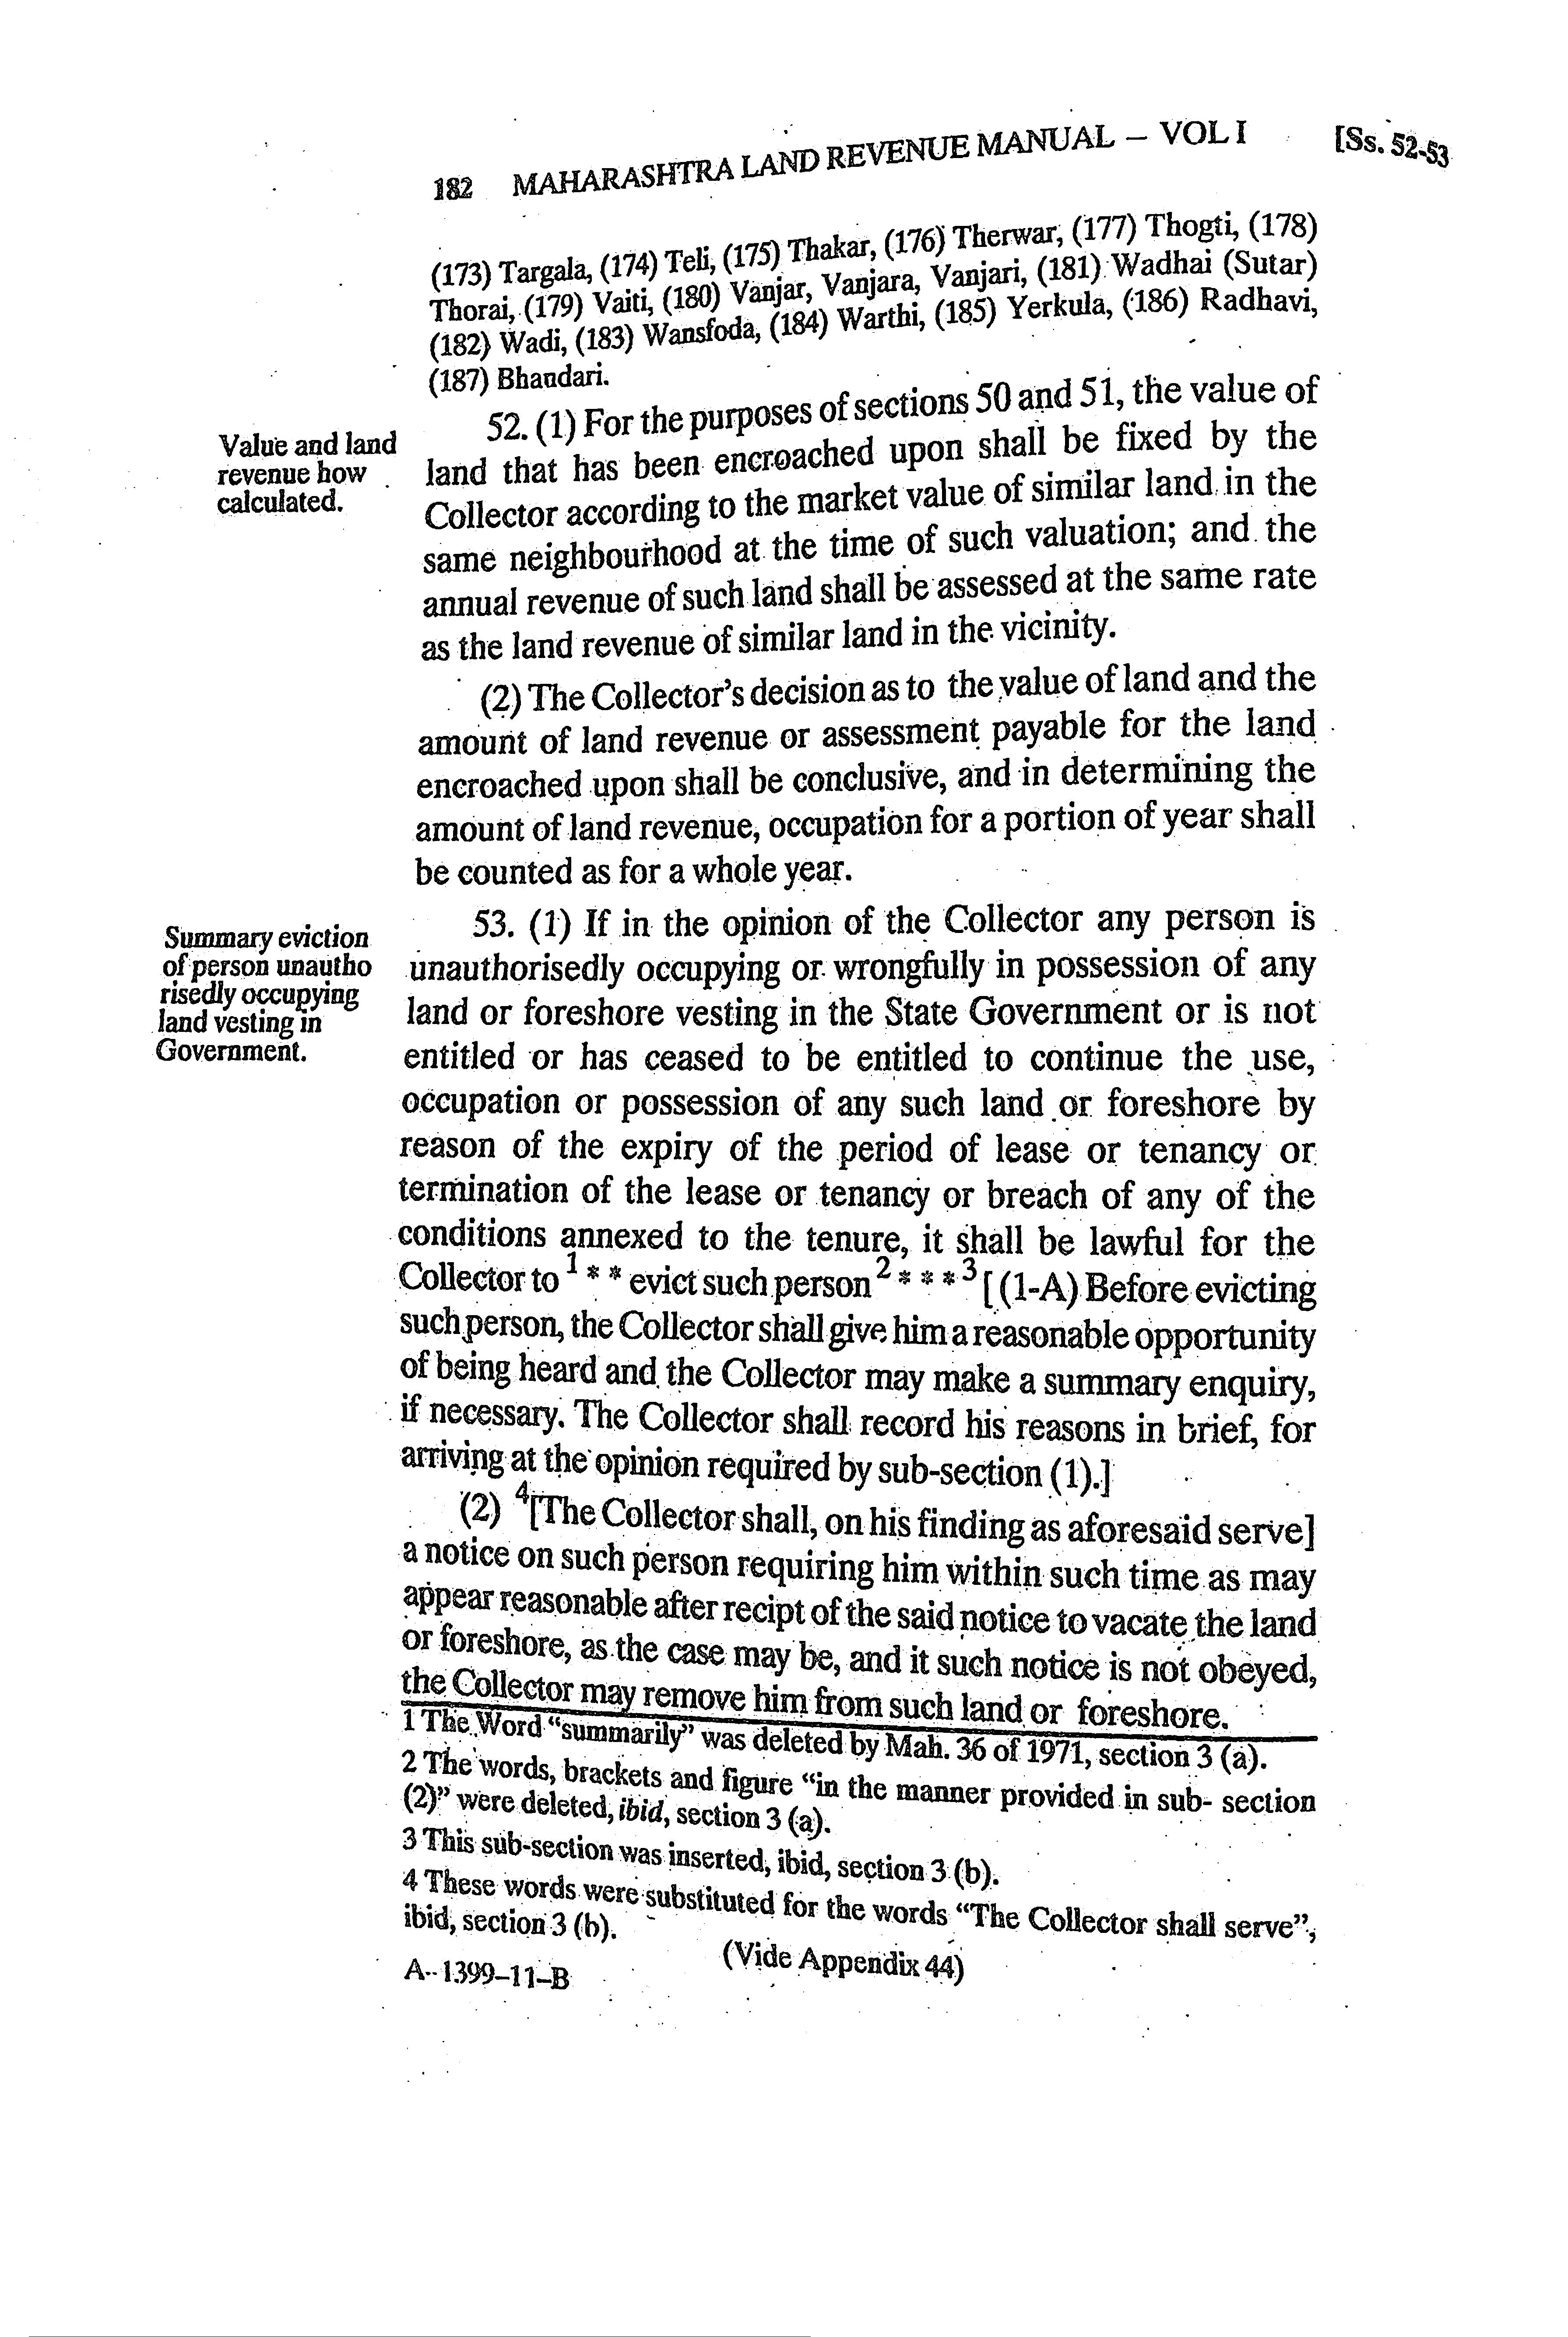 182 MAHARASHTRA LAND REVENUE MANUAL – VOL I [Ss. 52-53
(173) Targala, (174) Teli, (175) Thakar, (176) Therwar, (177) Thogti, (178)
Thorai, (179) Vaiti, (180) Vanjar, Vanjara, Vanjari, (181) Wadhai (Sutar)
(182) Wadi, (183) Wansfoda, (184) Warthi, (185) Yerkula, (186) Radhavi,
(187) Bhandari.
Value and land
revenue how
calculated.
52. (1) For the purposes of sections 50 and 51, the value of
land that has been encroached upon shall be fixed by the
Collector according to the market value of similar land in the
same neighbourhood at the time of such valuation; and the
annual revenue of such land shall be assessed at the same rate
as the land revenue of similar land in the vicinity.
(2) The Collector's decision as to the value of land and the
amount of land revenue or assessment payable for the land
encroached upon shall be conclusive, and in determining the
amount of land revenue, occupation for a portion of year shall
be counted as for a whole year.
Summary eviction
of person unautho
risedly occupying
land vesting in
Government.
53. (1) If in the opinion of the Collector any person is
unauthorisedly occupying or wrongfully in possession of any
land or foreshore vesting in the State Government or is not
entitled or has ceased to be entitled to continue the use,
occupation or possession of any such land or foreshore by
reason of the expiry of the period of lease or tenancy or
termination of the lease or tenancy or breach of any of the
conditions annexed to the tenure, it shall be lawful for the
Collector to 1 * * evict such person 2 * * * 3 [ (1-A) Before evicting
such person, the Collector shall give him a reasonable opportunity
of being heard and the Collector may make a summary enquiry,
if necessary. The Collector shall record his reasons in brief, for
arriving at the opinion required by sub-section (1).]
(2) 4[The Collector shall, on his finding as aforesaid serve]
a notice on such person requiring him within such time as may
appear reasonable after recipt of the said notice to vacate the land
or foreshore, as the case may be, and it such notice is not obeyed,
the Collector may remove him from such land or foreshore.
1 The Word "summarily" was deleted by Mah. 36 of 1971, section 3 (a).
2 The words, brackets and figure "in the manner provided in sub- section
(2)" were deleted, ibid, section 3 (a).
3 This sub-section was inserted, ibid, section 3 (b).
4 These words were substituted for the words "The Collector shall serve",
ibid, section 3 (b).
(Vide Appendix 44)
A--1399–11–B